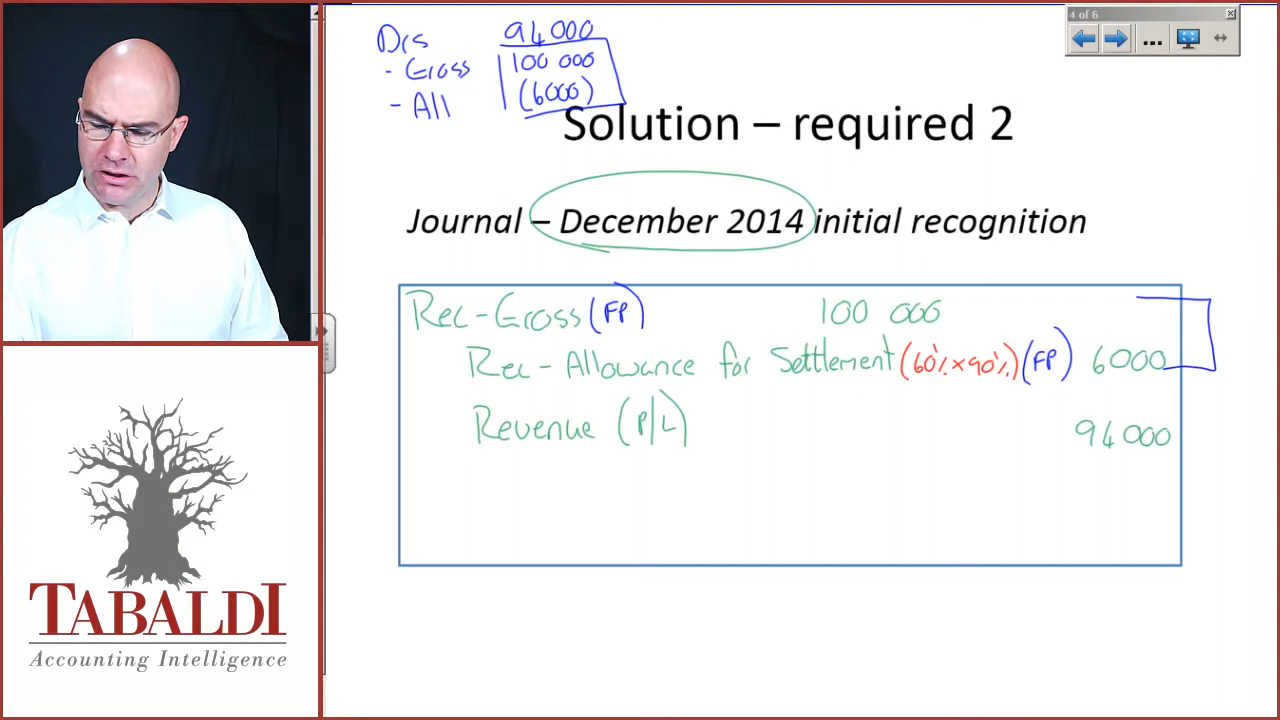 4 of 6
Drs 94 000
- Gross 100 000
- All (6000)
Solution – required 2
Journal – December 2014 initial recognition
Rec-Gross (FP) 100 000
Rec - Allowance for Settlement (60% x 90%) (FP) 6000
Revenue (P/L) 94 000
TABALDI
Accounting Intelligence